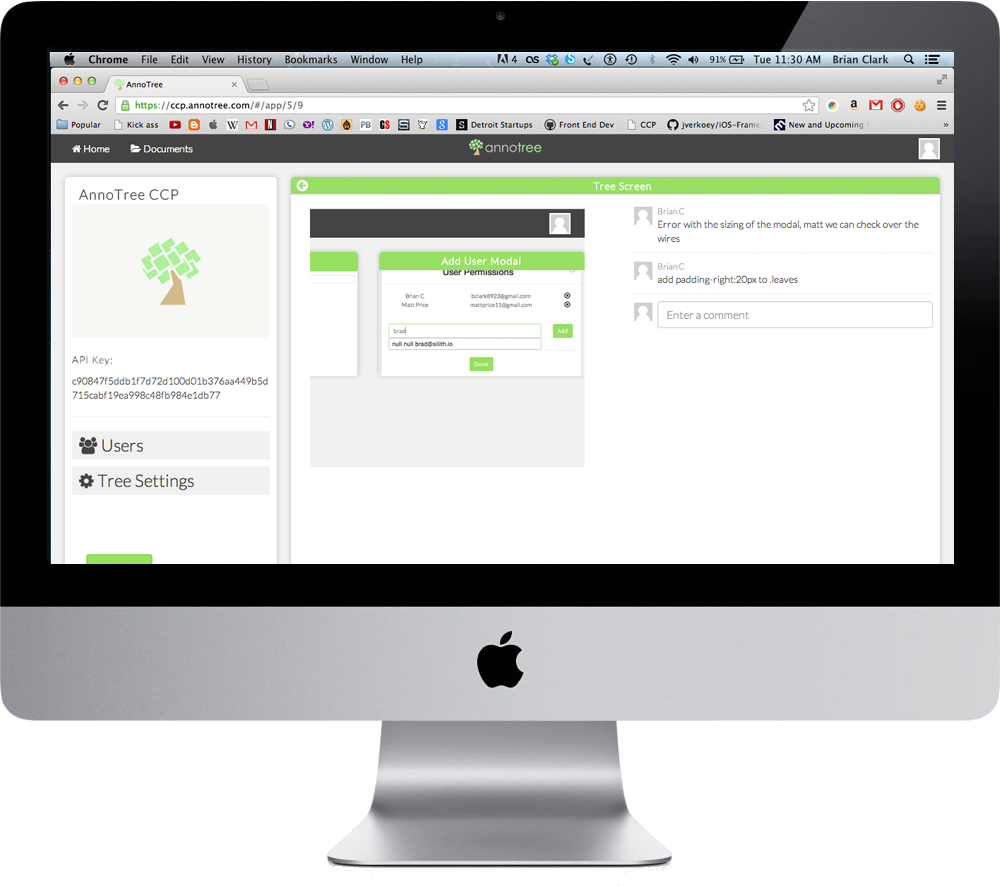 Chrome File Edit View History Bookmarks Window Help 4 OS 91% Tue 11:30 AM Brian Clark
AnnoTree
https://ccp.annotree.com/#/app/5/9
Popular Kick ass PB GS Detroit Startups Front End Dev CCP jverkoey/iOS-Frame New and Upcoming »
Home Documents annotree
AnnoTree CCP
API Key:
c90847f5ddb1f7d72d100d01b376aa449b5d
715cabf19ea998c48fb984e1db77
Users
Tree Settings
Tree Screen
Add User Modal
User Permissions
Brian C bclark8923@gmail.com
Matt Price mattprice11@gmail.com
brad Add
null null brad@silith.io
Done
Brian C
Error with the sizing of the modal, matt we can check over the
wires
Brian C
add padding-right:20px to .leaves
Enter a comment